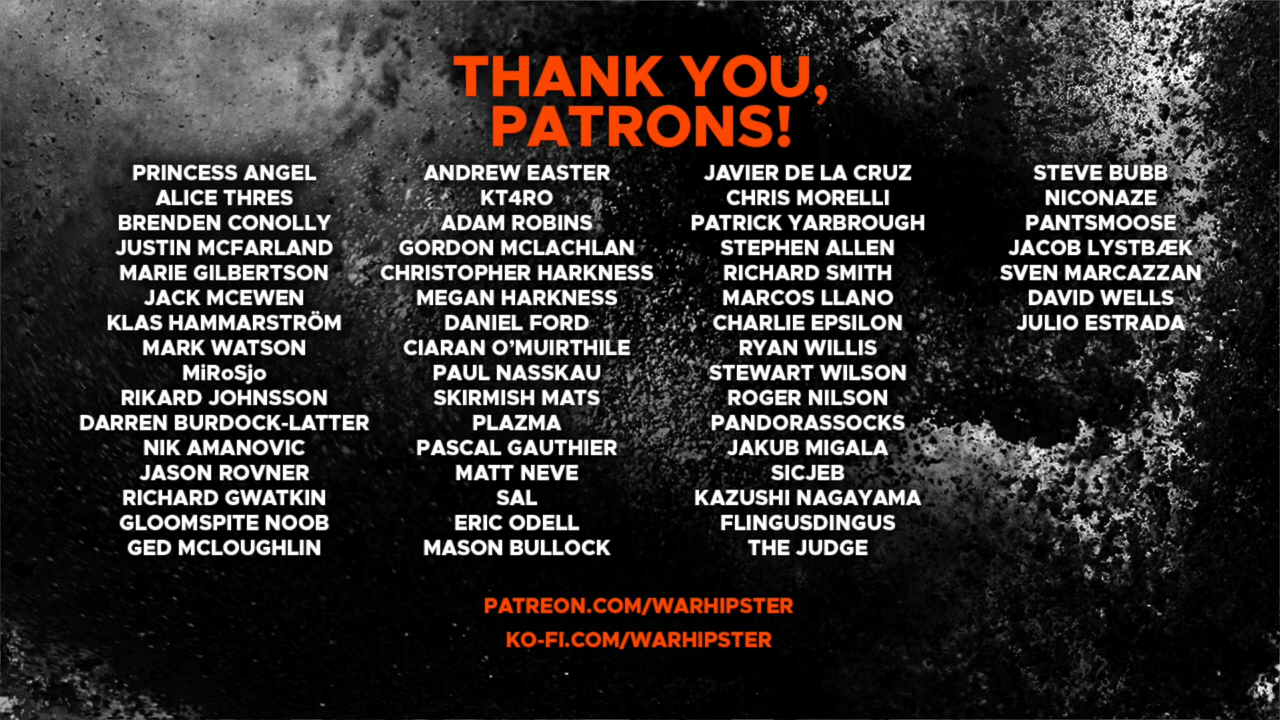 THANK YOU,
PATRONS!
PRINCESS ANGEL
ALICE THRES
BRENDEN CONOLLY
JUSTIN MCFARLAND
MARIE GILBERTSON
JACK MCEWEN
KLAS HAMMARSTRÖM
MARK WATSON
MiRoSjo
RIKARD JOHNSSON
DARREN BURDOCK-LATTER
NIK AMANOVIC
JASON ROVNER
RICHARD GWATKIN
GLOOMSPITE NOOB
GED MCLOUGHLIN
ANDREW EASTER
KT4RO
ADAM ROBINS
GORDON MCLACHLAN
CHRISTOPHER HARKNESS
MEGAN HARKNESS
DANIEL FORD
CIARAN O’MUIRTHILE
PAUL NASSKAU
SKIRMISH MATS
PLAZMA
PASCAL GAUTHIER
MATT NEVE
SAL
ERIC ODELL
MASON BULLOCK
JAVIER DE LA CRUZ
CHRIS MORELLI
PATRICK YARBROUGH
STEPHEN ALLEN
RICHARD SMITH
MARCOS LLANO
CHARLIE EPSILON
RYAN WILLIS
STEWART WILSON
ROGER NILSON
PANDORASSOCKS
JAKUB MIGALA
SICJEB
KAZUSHI NAGAYAMA
FLINGUSDINGUS
THE JUDGE
STEVE BUBB
NICONAZE
PANTSMOOSE
JACOB LYSTBÆK
SVEN MARCAZZAN
DAVID WELLS
JULIO ESTRADA
PATREON.COM/WARHIPSTER
KO-FI.COM/WARHIPSTER